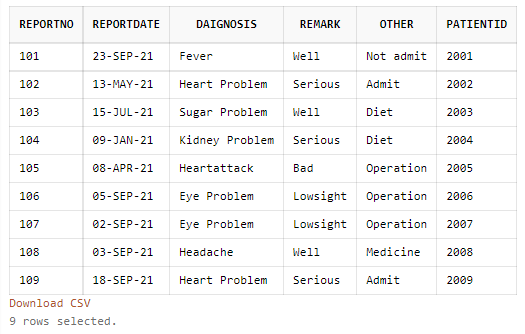 REPORTNO REPORTDATE DAIGNOSIS REMARK OTHER PATIENTID
101 23-SEP-21 Fever Well Not admit 2001
102 13-MAY-21 Heart Problem Serious Admit 2002
103 15-JUL-21 Sugar Problem Well Diet 2003
104 09-JAN-21 Kidney Problem Serious Diet 2004
105 08-APR-21 Heartattack Bad Operation 2005
106 05-SEP-21 Eye Problem Lowsight Operation 2006
107 02-SEP-21 Eye Problem Lowsight Operation 2007
108 03-SEP-21 Headache Well Medicine 2008
109 18-SEP-21 Heart Problem Serious Admit 2009
Download CSV
9 rows selected.